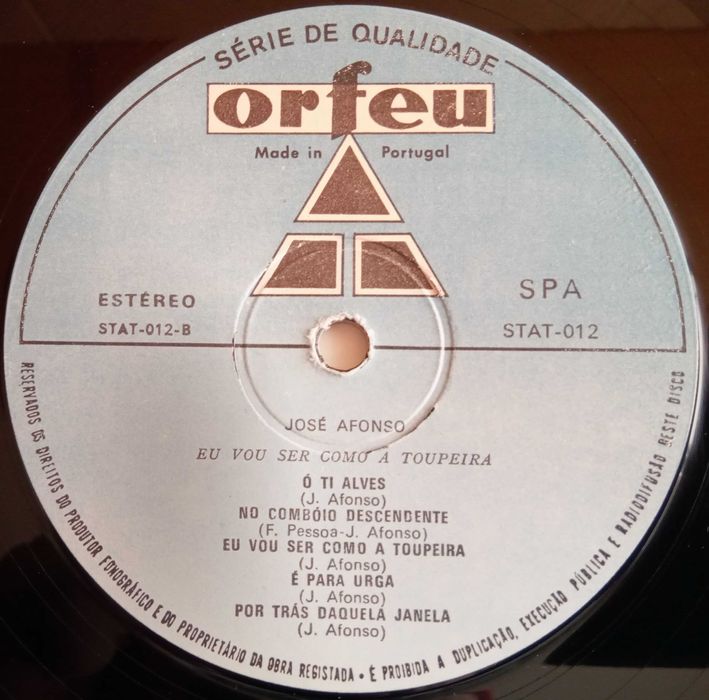 SÉRIE DE QUALIDADE
orfeu
Made in Portugal
ESTÉREO
STAT-012-B
SPA
STAT-012
JOSÉ AFONSO
EU VOU SER COMO A TOUPEIRA
Ó TI ALVES
(J. Afonso)
NO COMBÓIO DESCENDENTE
(F. Pessoa-J. Afonso)
EU VOU SER COMO A TOUPEIRA
(J. Afonso)
É PARA URGA
(J. Afonso)
POR TRÁS DAQUELA JANELA
(J. Afonso)
RESERVADOS OS DIREITOS DO PRODUTOR FONOGRÁFICO E DO PROPRIETÁRIO DA OBRA REGISTADA • É PROIBIDA A DUPLICAÇÃO, EXECUÇÃO PÚBLICA E RADIODIFUSÃO DESTE DISCO